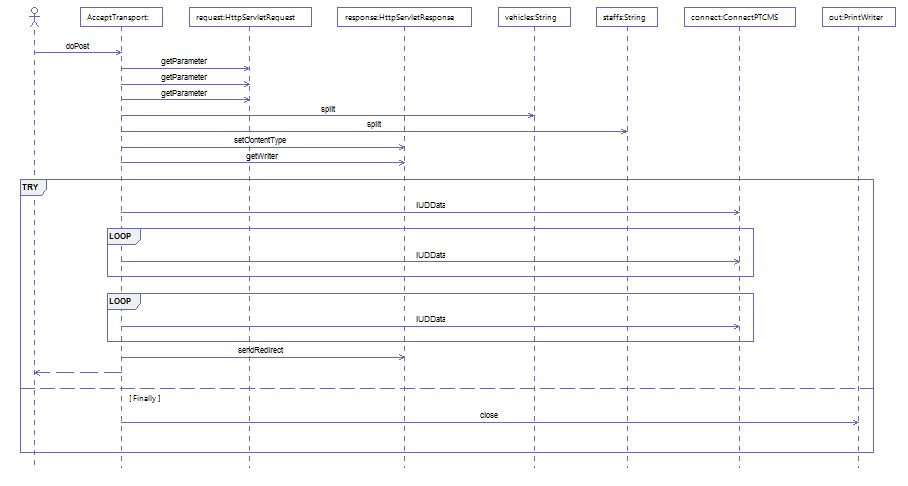 AcceptTransport:
request:HttpServletRequest
response:HttpServletResponse
vehicles:String
staffs:String
connect:ConnectPTCMS
out:PrintWriter
doPost
getParameter
getParameter
getParameter
split
split
setContentType
getWriter
TRY
IUDData
LOOP
IUDData
LOOP
IUDData
sendRedirect
[ Finally ]
close